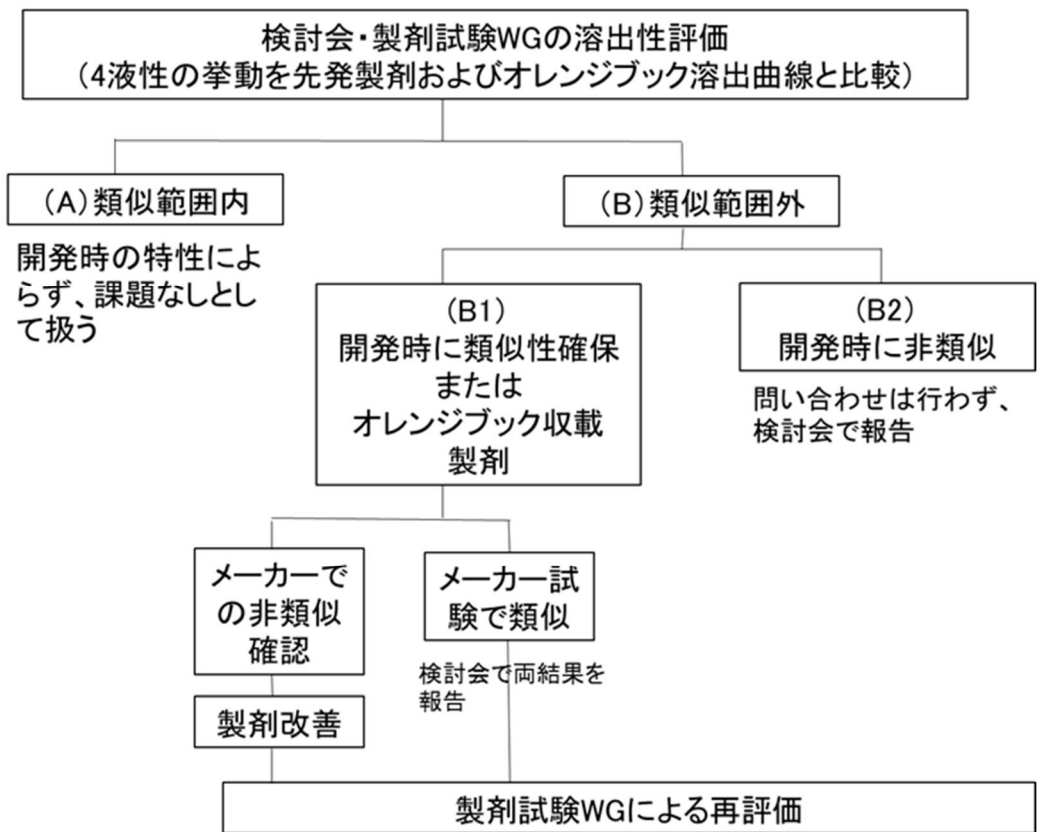 検討会・製剤試験WGの溶出性評価
（4液性の挙動を先発製剤およびオレンジブック溶出曲線と比較）
（A）類似範囲内
開発時の特性によ
らず、課題なしとし
て扱う
（B）類似範囲外
（B1）
開発時に類似性確保
または
オレンジブック収載
製剤
（B2）
開発時に非類似
問い合わせは行わず、
検討会で報告
メーカーで
の非類似
確認
メーカー試
験で類似
検討会で両結果を
報告
製剤改善
製剤試験WGによる再評価